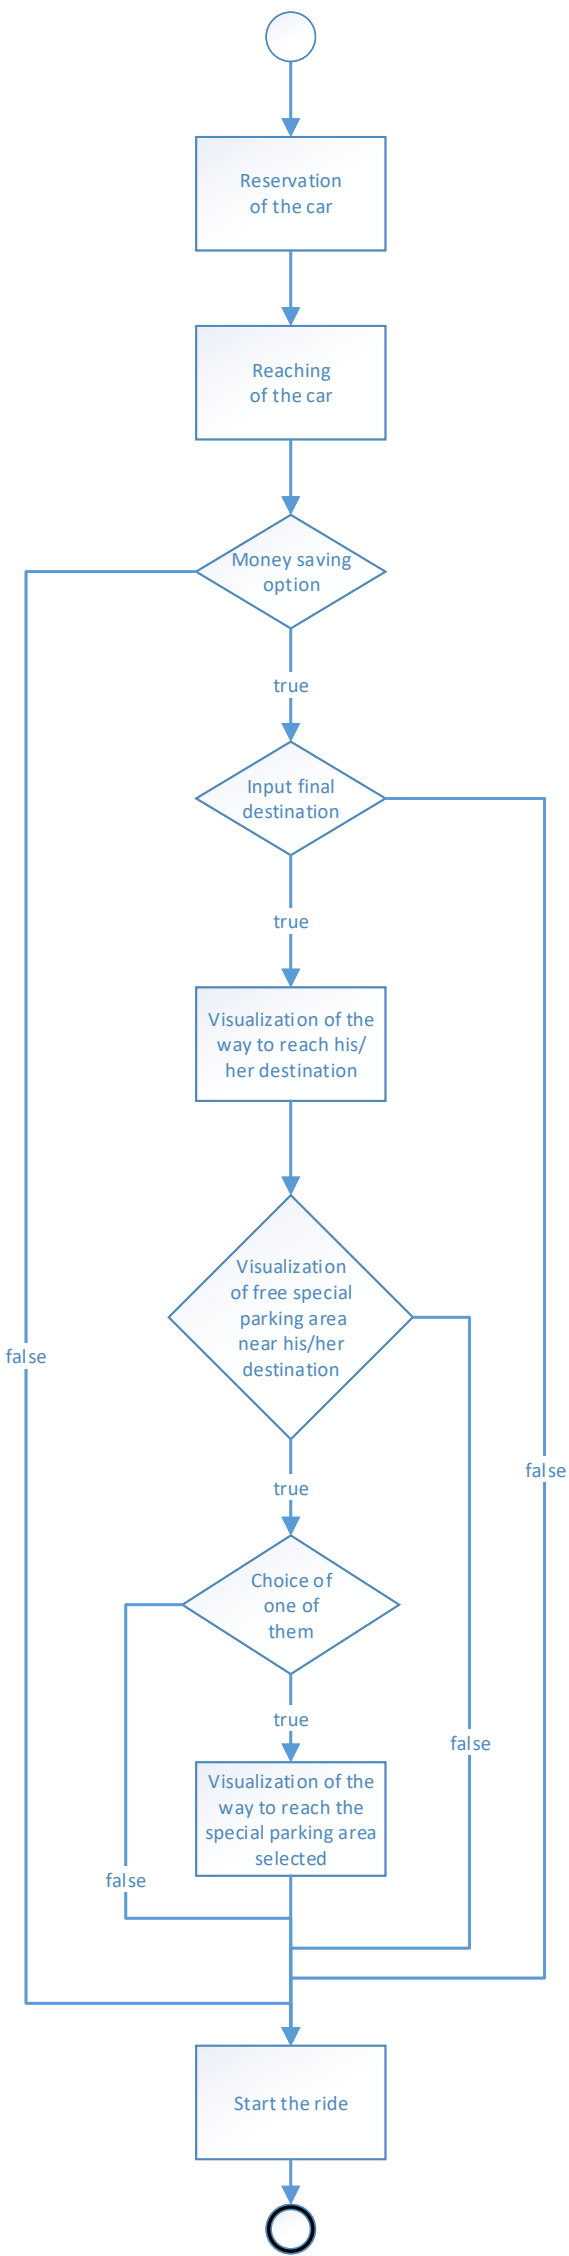 Reservation
of the car
Reaching
of the car
Money saving
option
true
Input final
destination
true
Visualization of the
way to reach his/
her destination
Visualization
of free special
parking area
near his/her
destination
false
false
true
Choice of
one of
them
true
false
Visualization of the
way to reach the
special parking area
selected
false
Start the ride